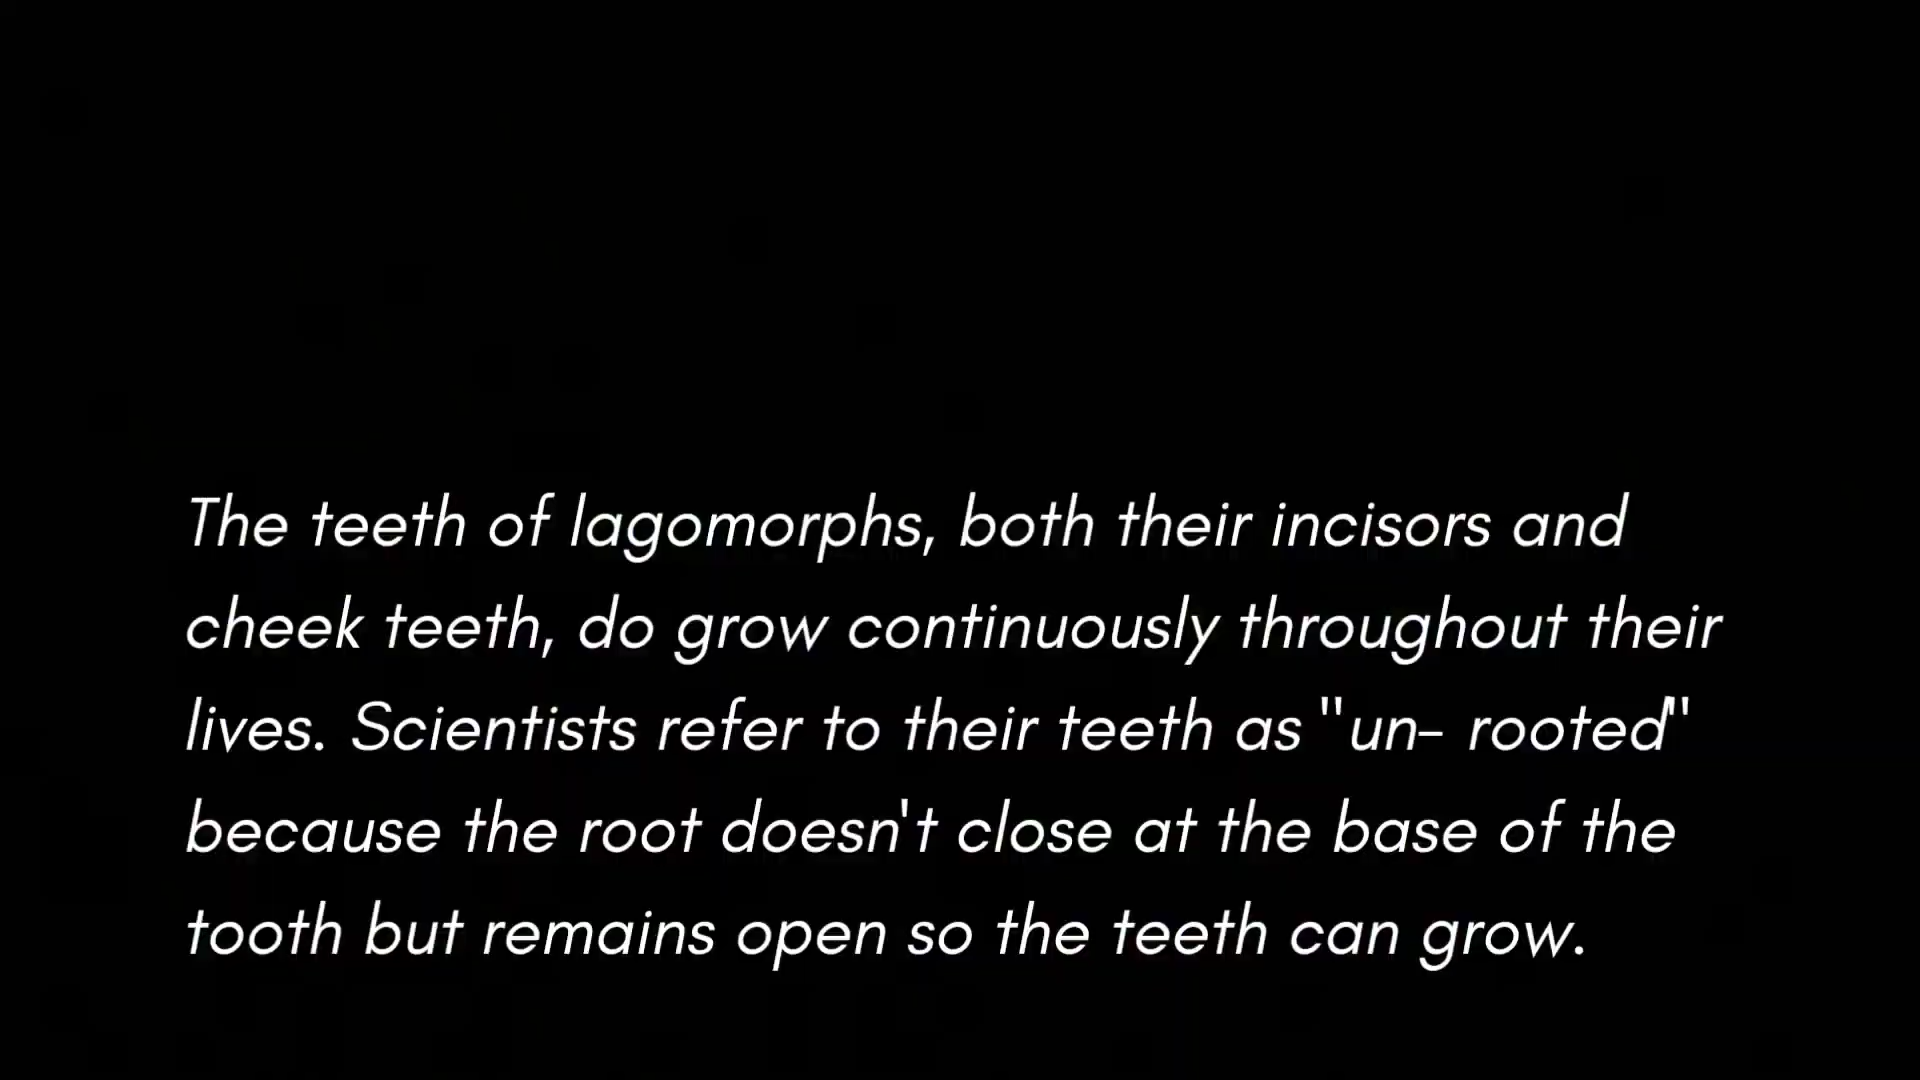 The teeth of lagomorphs, both their incisors and
cheek teeth, do grow continuously throughout their
lives. Scientists refer to their teeth as "un- rooted"
because the root doesn't close at the base of the
tooth but remains open so the teeth can grow.